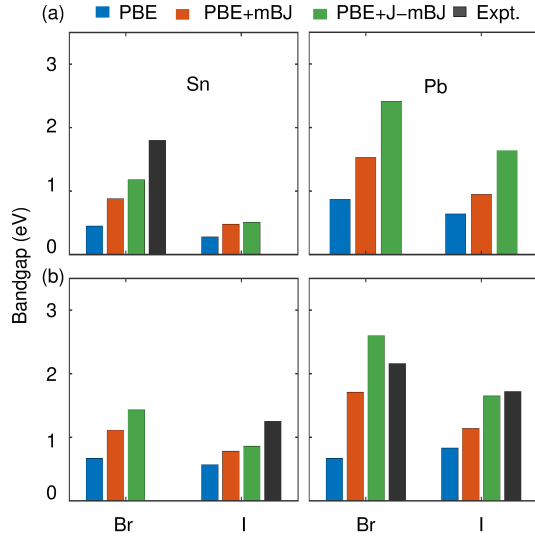 (a) PBE PBE+mBJ PBE+J−mBJ Expt.
Sn Pb
3
2
1
0
Bandgap (eV)
(b)
3
2
1
0
Br I Br I